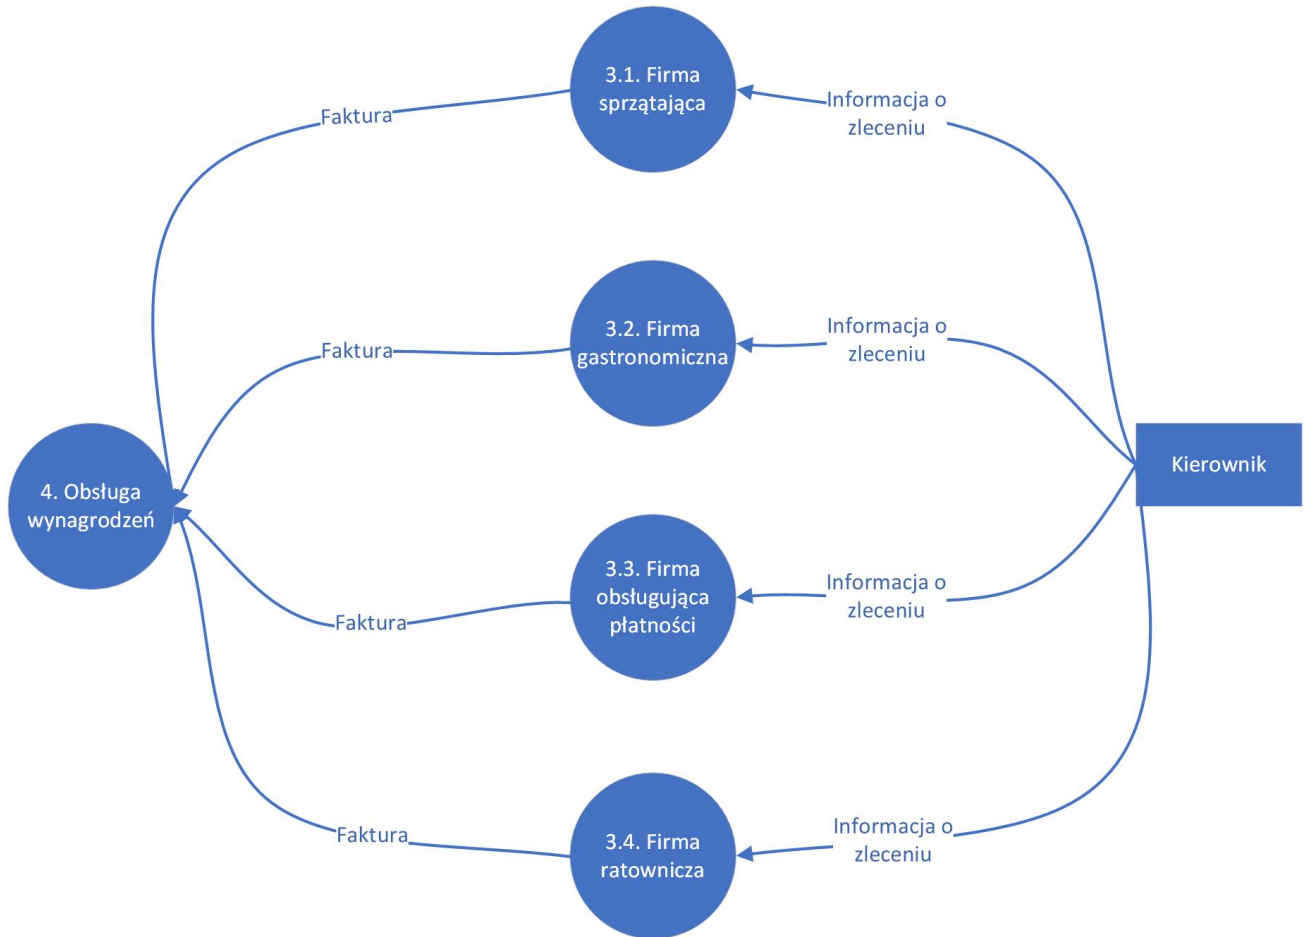 3.1. Firma
sprzątająca
Informacja o
zleceniu
Faktura
3.2. Firma
gastronomiczna
Informacja o
zleceniu
Faktura
4. Obsługa
wynagrodzeń
Kierownik
3.3. Firma
obsługująca
płatności
Informacja o
zleceniu
Faktura
3.4. Firma
ratownicza
Informacja o
zleceniu
Faktura